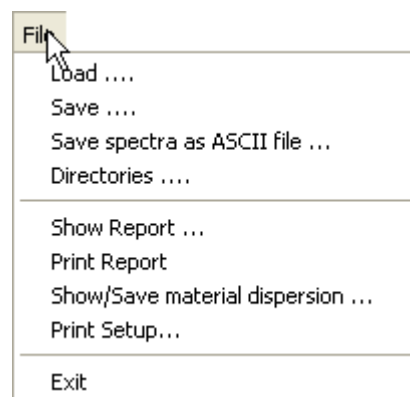 File
Load ....
Save ....
Save spectra as ASCII file ...
Directories ....
Show Report ...
Print Report
Show/Save material dispersion ...
Print Setup...
Exit